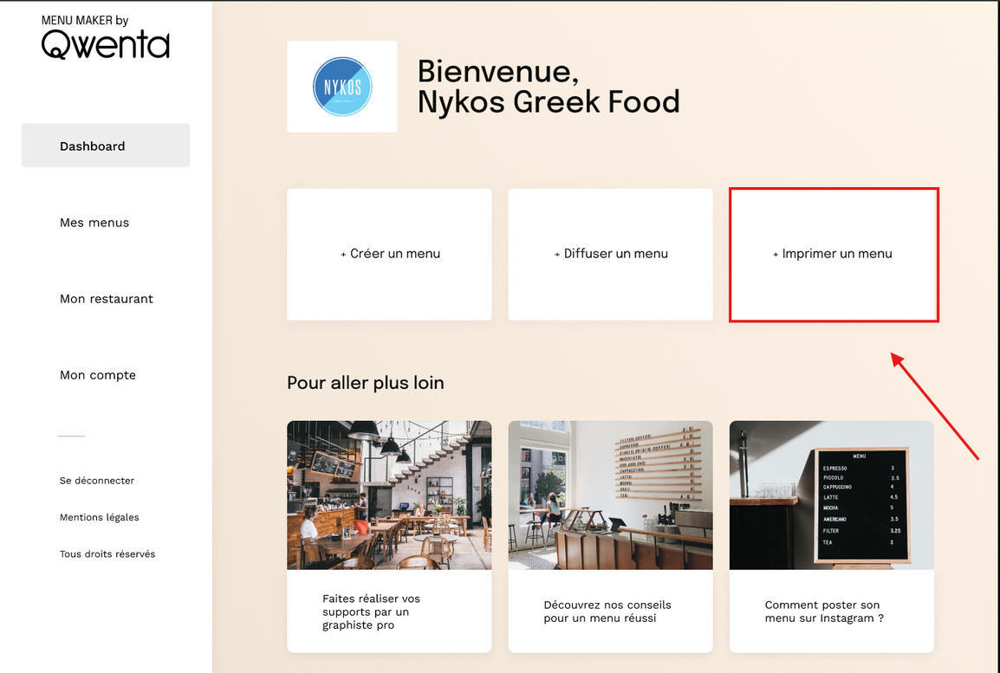 MENU MAKER by
Qwenta
Dashboard
Mes menus
Mon restaurant
Mon compte
Se déconnecter
Mentions légales
Tous droits réservés
NYKOS
Bienvenue,
Nykos Greek Food
+ Créer un menu
+ Diffuser un menu
+ Imprimer un menu
Pour aller plus loin
FILTER COFFEE
ESPRESSO
SINGLE ORIGIN COFFEE
MACCHIATO
CAPPUCCINO
LATTE
MOCHA
TEA
MENU
ESPRESSO 3
PICCOLO 3.5
CAPPUCCINO 4
LATTE 4.5
MOCHA 5
AMERICANO 3.5
FILTER 3.25
TEA 3
Faites réaliser vos
supports par un
graphiste pro
Découvrez nos conseils
pour un menu réussi
Comment poster son
menu sur Instagram ?